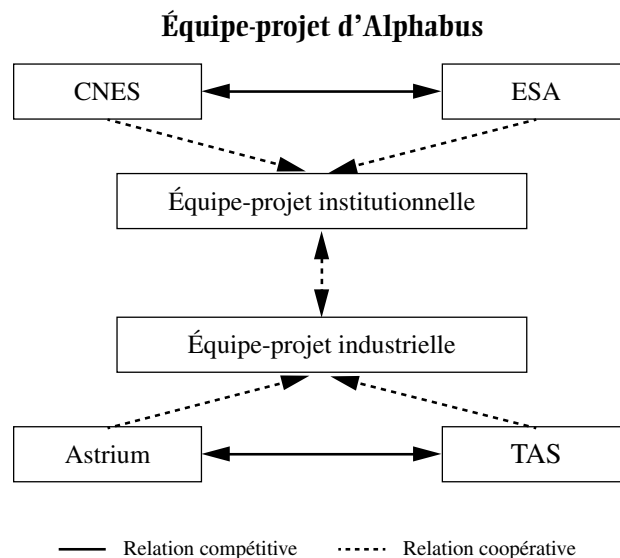 Équipe-projet d'Alphabus
CNES
ESA
Équipe-projet institutionnelle
Équipe-projet industrielle
Astrium
TAS
Relation compétitive
Relation coopérative